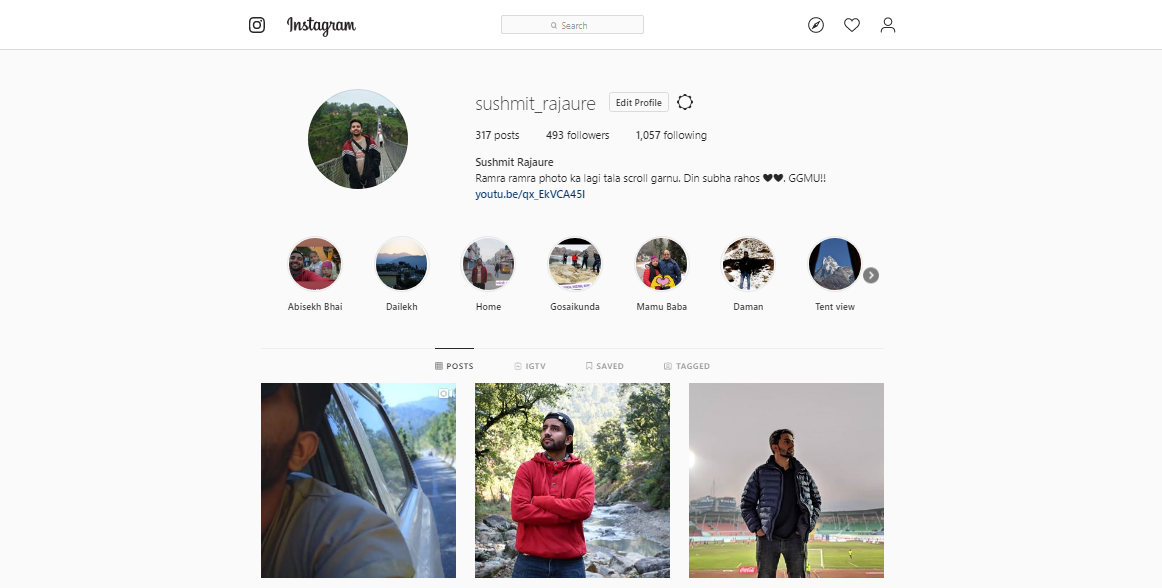 Instagram
Search
sushmit_rajaure Edit Profile
317 posts 493 followers 1,057 following
Sushmit Rajaure
Ramra ramra photo ka lagi tala scroll garnu. Din subha rahos 🖤🖤. GGMU!!
youtu.be/qx_EkVCA45I
Abisekh Bhai Dailekh Home Gosaikunda Mamu Baba Daman Tent view
POSTS IGTV SAVED TAGGED
Coca-Cola